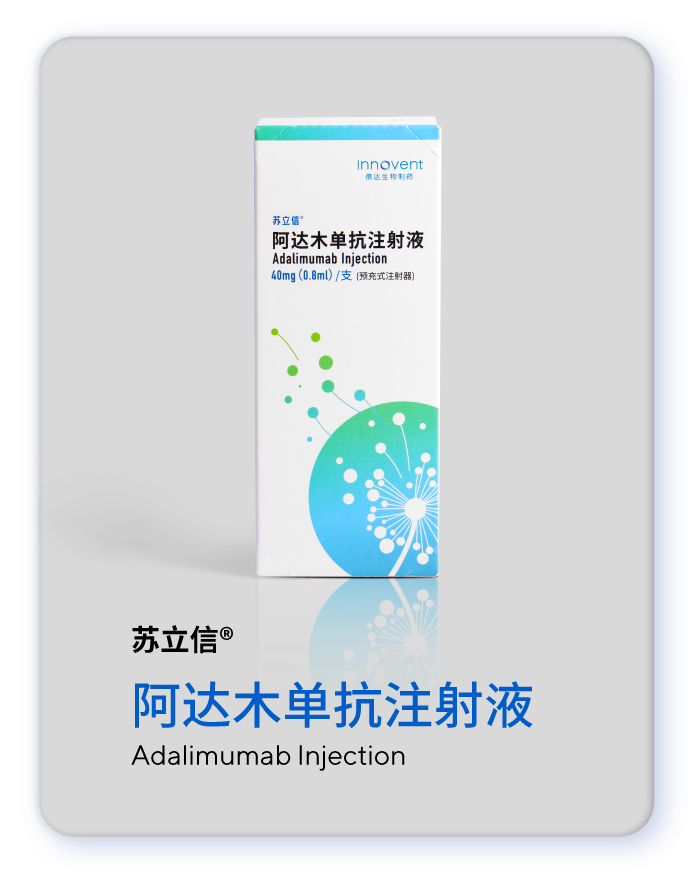 Innovent
信达生物制药
苏立信®
阿达木单抗注射液
Adalimumab Injection
40mg (0.8ml) /支 (预充式注射器)
苏立信®
阿达木单抗注射液
Adalimumab Injection